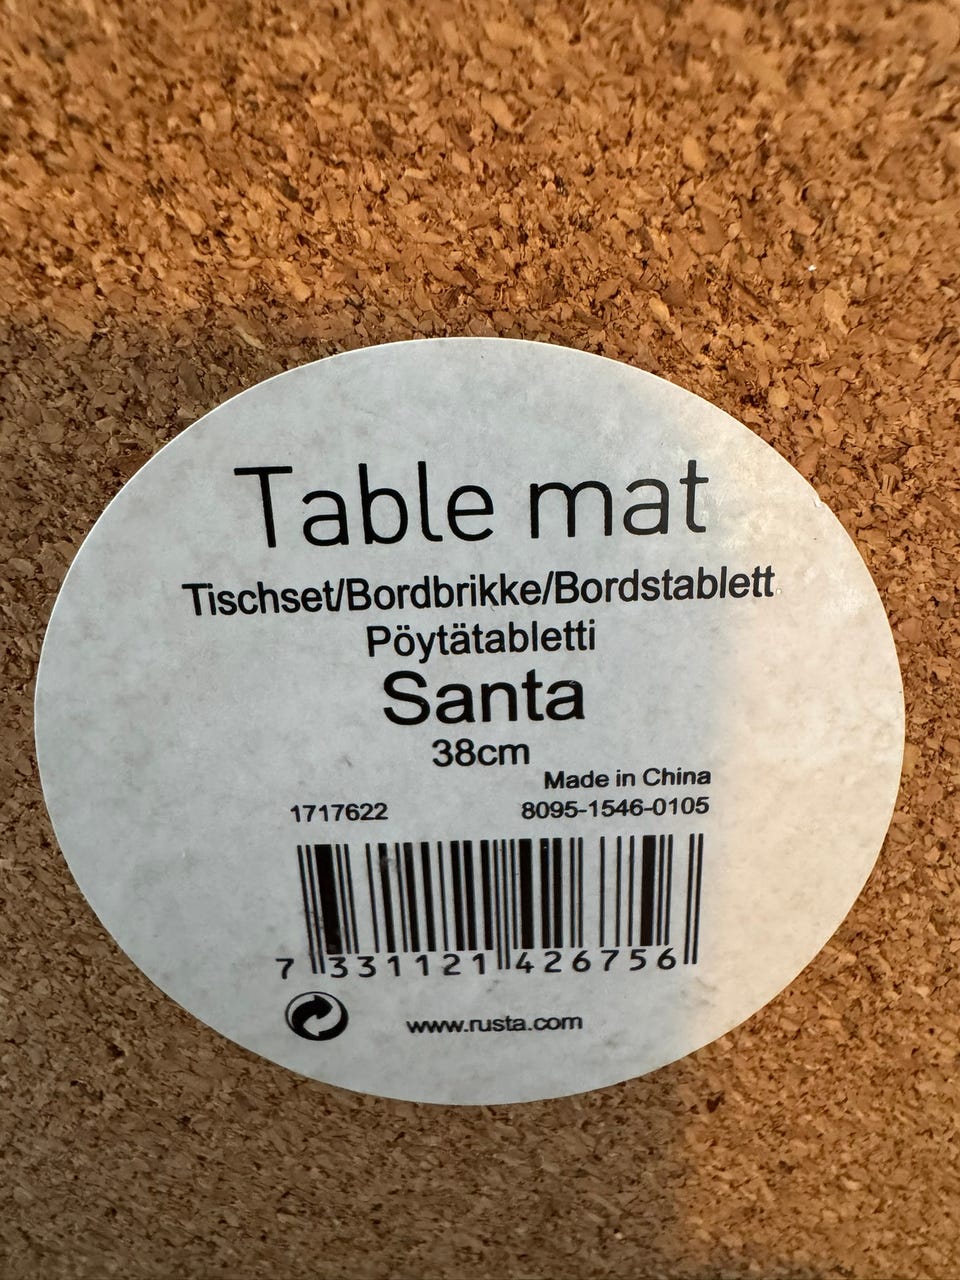 Table mat
Tischset/Bordbrikke/Bordstablett
Pöytätabletti
Santa
38cm
Made in China
1717622 8095-1546-0105
7 331121 426756
www.rusta.com